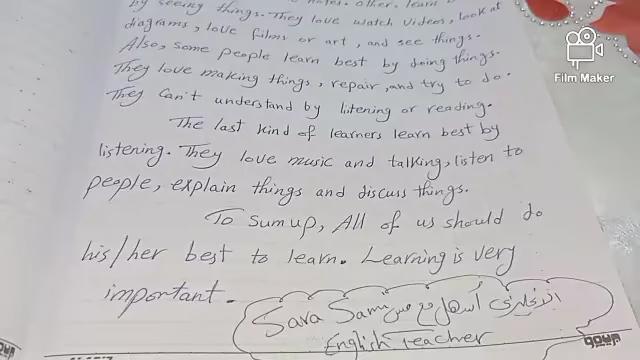 by seeing things. They love watch videos, look at
diagrams, love films or art, and see things.
Also, some people learn best by doing things.
They love making things, repair, and try to do.
They can't understand by listening or reading.
The last kind of learners learn best by
listening. They love music and talking, listen to
people, explain things and discuss things.
To sum up, All of us should do
his/her best to learn. Learning is very
important.
Sara Sami الانجليزى أسهل مع مس
English Teacher
Film Maker